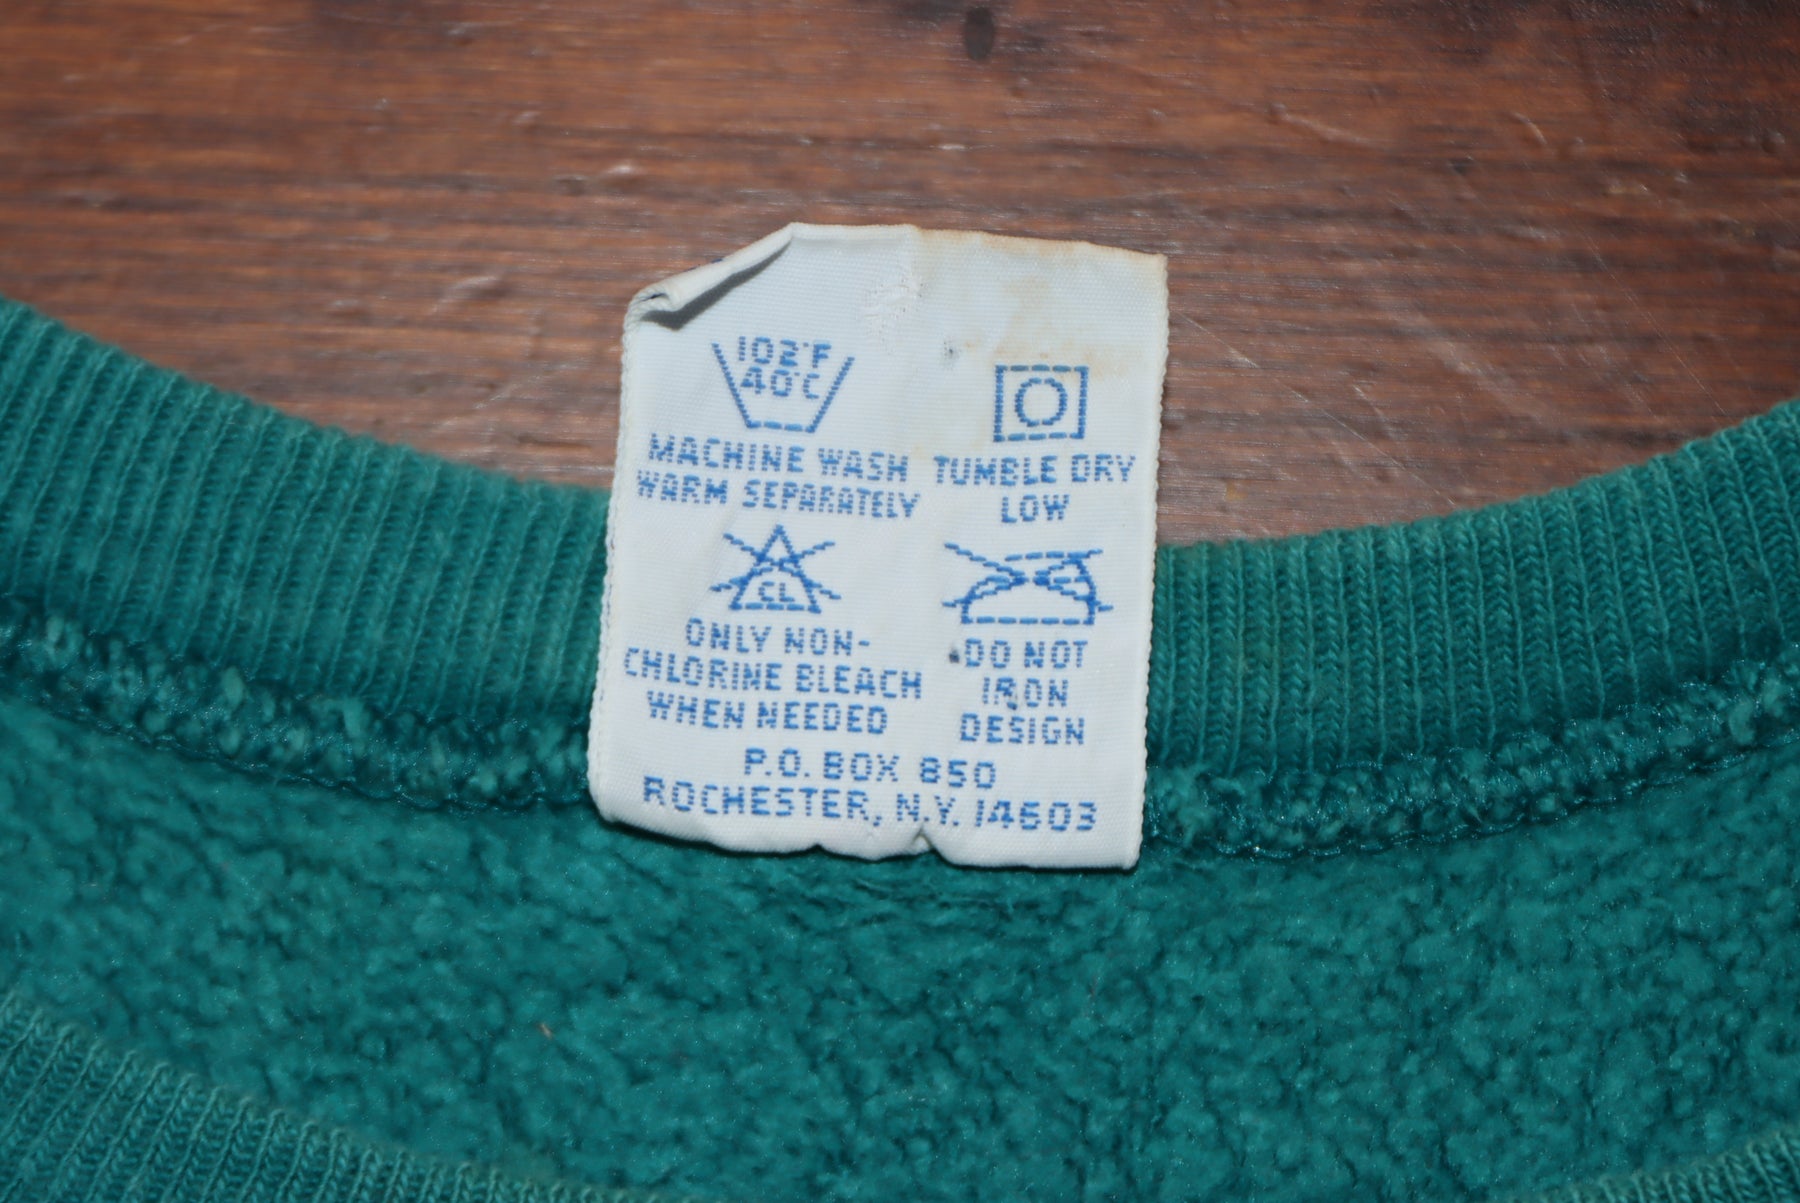 102°F
40°C
MACHINE WASH
WARM SEPARATELY
TUMBLE DRY
LOW
CL
ONLY NON-
CHLORINE BLEACH
WHEN NEEDED
DO NOT
IRON
DESIGN
P.O. BOX 850
ROCHESTER, N.Y. 14603